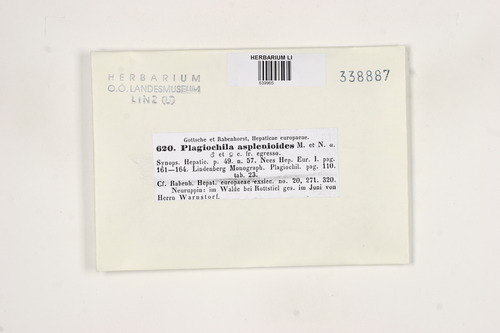 HERBARIUM LI
HERBARIUM
O.Ö. LANDESMUSEUM
LINZ (LI)
338887
Gottsche et Rabenhorst, Hepaticae europaeae.
620. Plagiochila asplenioides M. et N. u.
♂ et ♀ c. fr. egresso.
Synops. Hepatic. p. 49. n. 57. Nees Hep. Eur. I. pag.
161—164. Lindenberg Monograph. Plagiochil. pag. 110.
tab. 23.
Cf. Rabenh. Hepat. europaeae exsicc. no. 20, 271. 320.
Neuruppin: im Walde bei Rottstiel ges. im Juni von
Herrn Warnstorf.